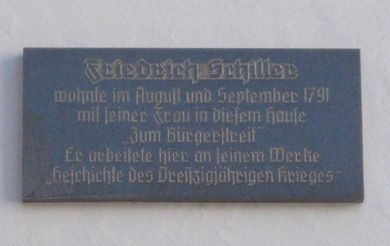 Friedrich Schiller
wohnte im August und September 1791
mit seiner Frau in diesem Hause
„Zum Bürgerstreit“
Er arbeitete hier an seinem Werke
„Geschichte des Dreißigjährigen Krieges“